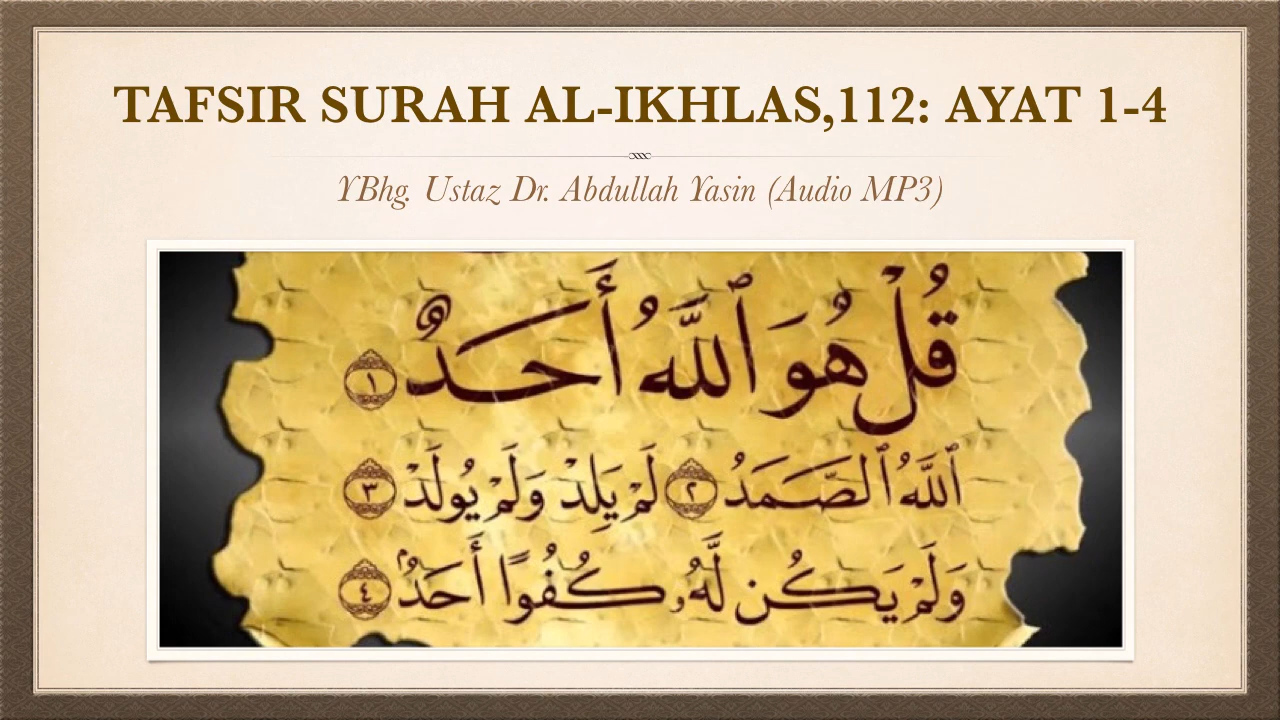 TAFSIR SURAH AL-IKHLAS,112: AYAT 1-4
YBhg. Ustaz Dr. Abdullah Yasin (Audio MP3)
قُلْ هُوَ ٱللَّهُ أَحَدٌ ١
ٱللَّهُ ٱلصَّمَدُ ٢ لَمْ يَلِدْ وَلَمْ يُولَدْ ٣
وَلَمْ يَكُن لَّهُۥ كُفُوًا أَحَدٌۢ ٤